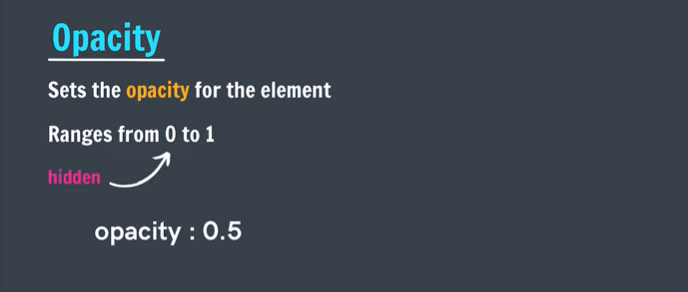 Opacity
Sets the opacity for the element
Ranges from 0 to 1
hidden
opacity : 0.5